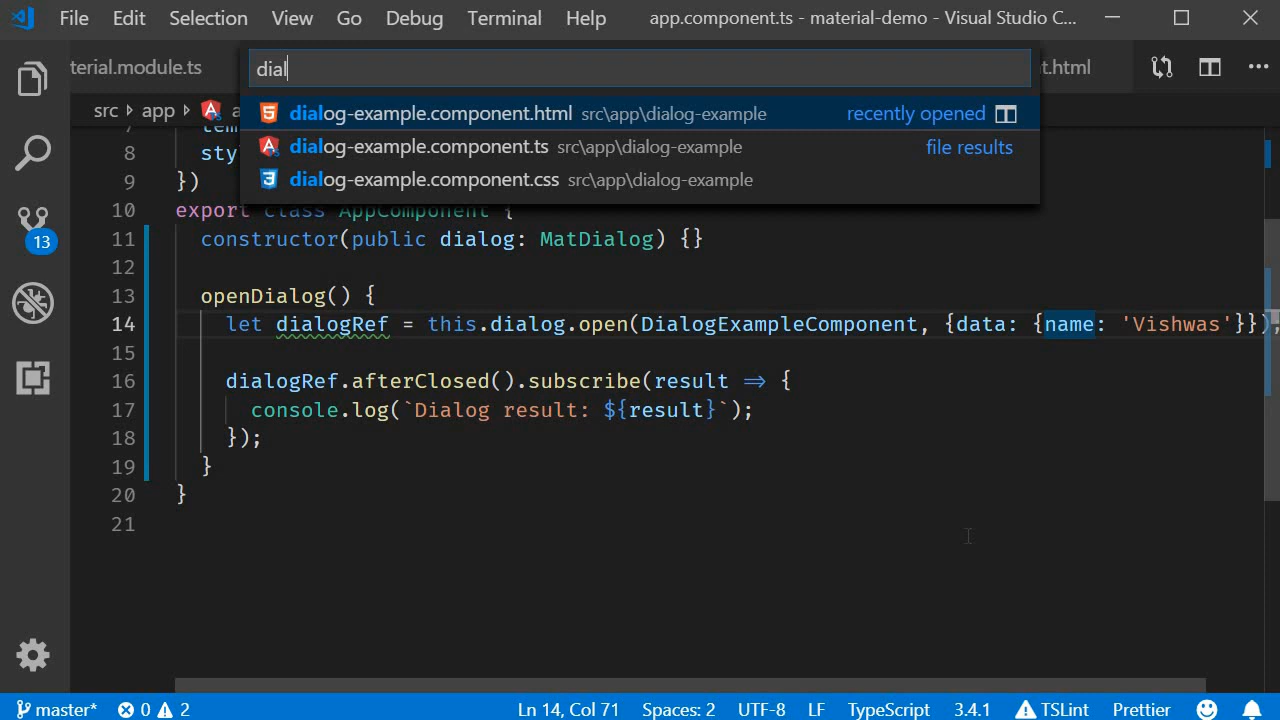 File Edit Selection View Go Debug Terminal Help app.component.ts - material-demo - Visual Studio C...
terial.module.ts
dial
t.html
src app
dialog-example.component.html src\app\dialog-example recently opened
dialog-example.component.ts src\app\dialog-example file results
dialog-example.component.css src\app\dialog-example
8 sty
9 })
10 export class AppComponent {
11 constructor(public dialog: MatDialog) {}
12
13 openDialog() {
14 let dialogRef = this.dialog.open(DialogExampleComponent, {data: {name: 'Vishwas'}});
15
16 dialogRef.afterClosed().subscribe(result => {
17 console.log(`Dialog result: ${result}`);
18 });
19 }
20 }
21
13
master* 0 2 Ln 14, Col 71 Spaces: 2 UTF-8 LF TypeScript 3.4.1 TSLint Prettier